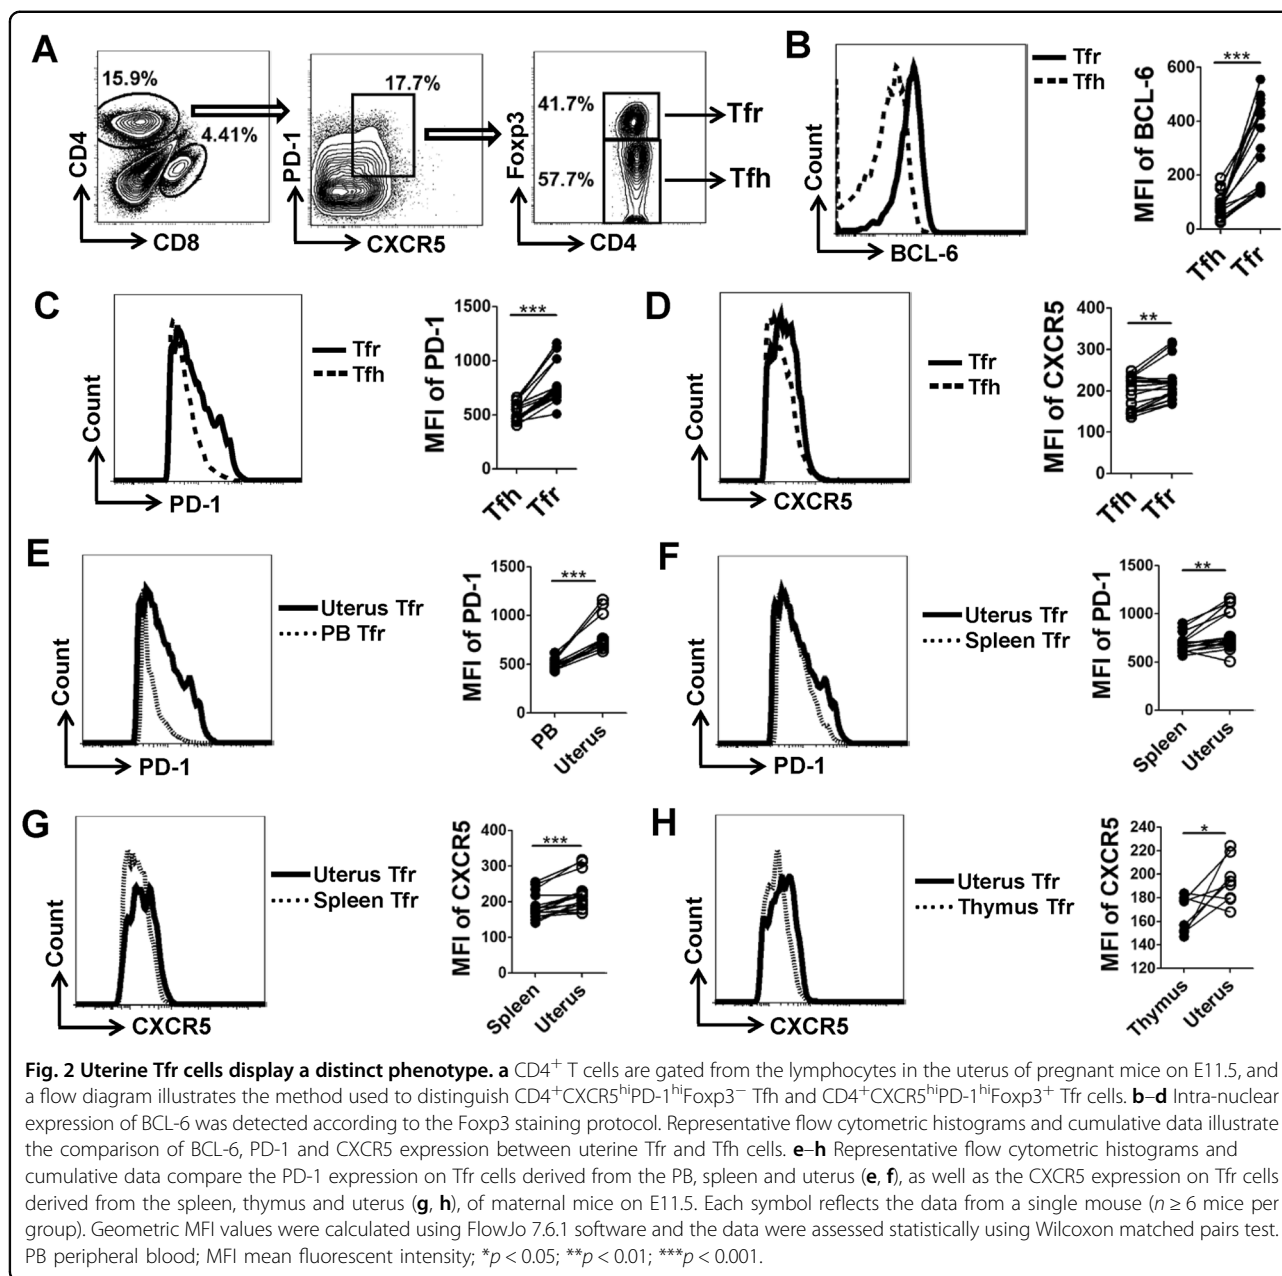 A
15.9%
4.41%
CD4
CD8
17.7%
PD-1
CXCR5
41.7%
57.7%
Foxp3
CD4
Tfr
Tfh
B
Tfr
Tfh
Count
BCL-6
***
MFI of BCL-6
600
400
200
0
Tfh
Tfr
C
Tfr
Tfh
Count
PD-1
***
MFI of PD-1
1500
1000
500
0
Tfh
Tfr
D
Tfr
Tfh
Count
CXCR5
**
MFI of CXCR5
400
300
200
100
0
Tfh
Tfr
E
Uterus Tfr
PB Tfr
Count
PD-1
***
MFI of PD-1
1500
1000
500
0
PB
Uterus
F
Uterus Tfr
Spleen Tfr
Count
PD-1
**
MFI of PD-1
1500
1000
500
0
Spleen
Uterus
G
Uterus Tfr
Spleen Tfr
Count
CXCR5
***
MFI of CXCR5
400
300
200
100
0
Spleen
Uterus
H
Uterus Tfr
Thymus Tfr
Count
CXCR5
*
MFI of CXCR5
240
220
200
180
160
140
120
Thymus
Uterus
Fig. 2 Uterine Tfr cells display a distinct phenotype. a CD4⁺ T cells are gated from the lymphocytes in the uterus of pregnant mice on E11.5, and
a flow diagram illustrates the method used to distinguish CD4⁺CXCR5ʰⁱPD-1ʰⁱFoxp3⁻ Tfh and CD4⁺CXCR5ʰⁱPD-1ʰⁱFoxp3⁺ Tfr cells. b–d Intra-nuclear
expression of BCL-6 was detected according to the Foxp3 staining protocol. Representative flow cytometric histograms and cumulative data illustrate
the comparison of BCL-6, PD-1 and CXCR5 expression between uterine Tfr and Tfh cells. e–h Representative flow cytometric histograms and
cumulative data compare the PD-1 expression on Tfr cells derived from the PB, spleen and uterus (e, f), as well as the CXCR5 expression on Tfr cells
derived from the spleen, thymus and uterus (g, h), of maternal mice on E11.5. Each symbol reflects the data from a single mouse (n ≥ 6 mice per
group). Geometric MFI values were calculated using FlowJo 7.6.1 software and the data were assessed statistically using Wilcoxon matched pairs test.
PB peripheral blood; MFI mean fluorescent intensity; *p < 0.05; **p < 0.01; ***p < 0.001.